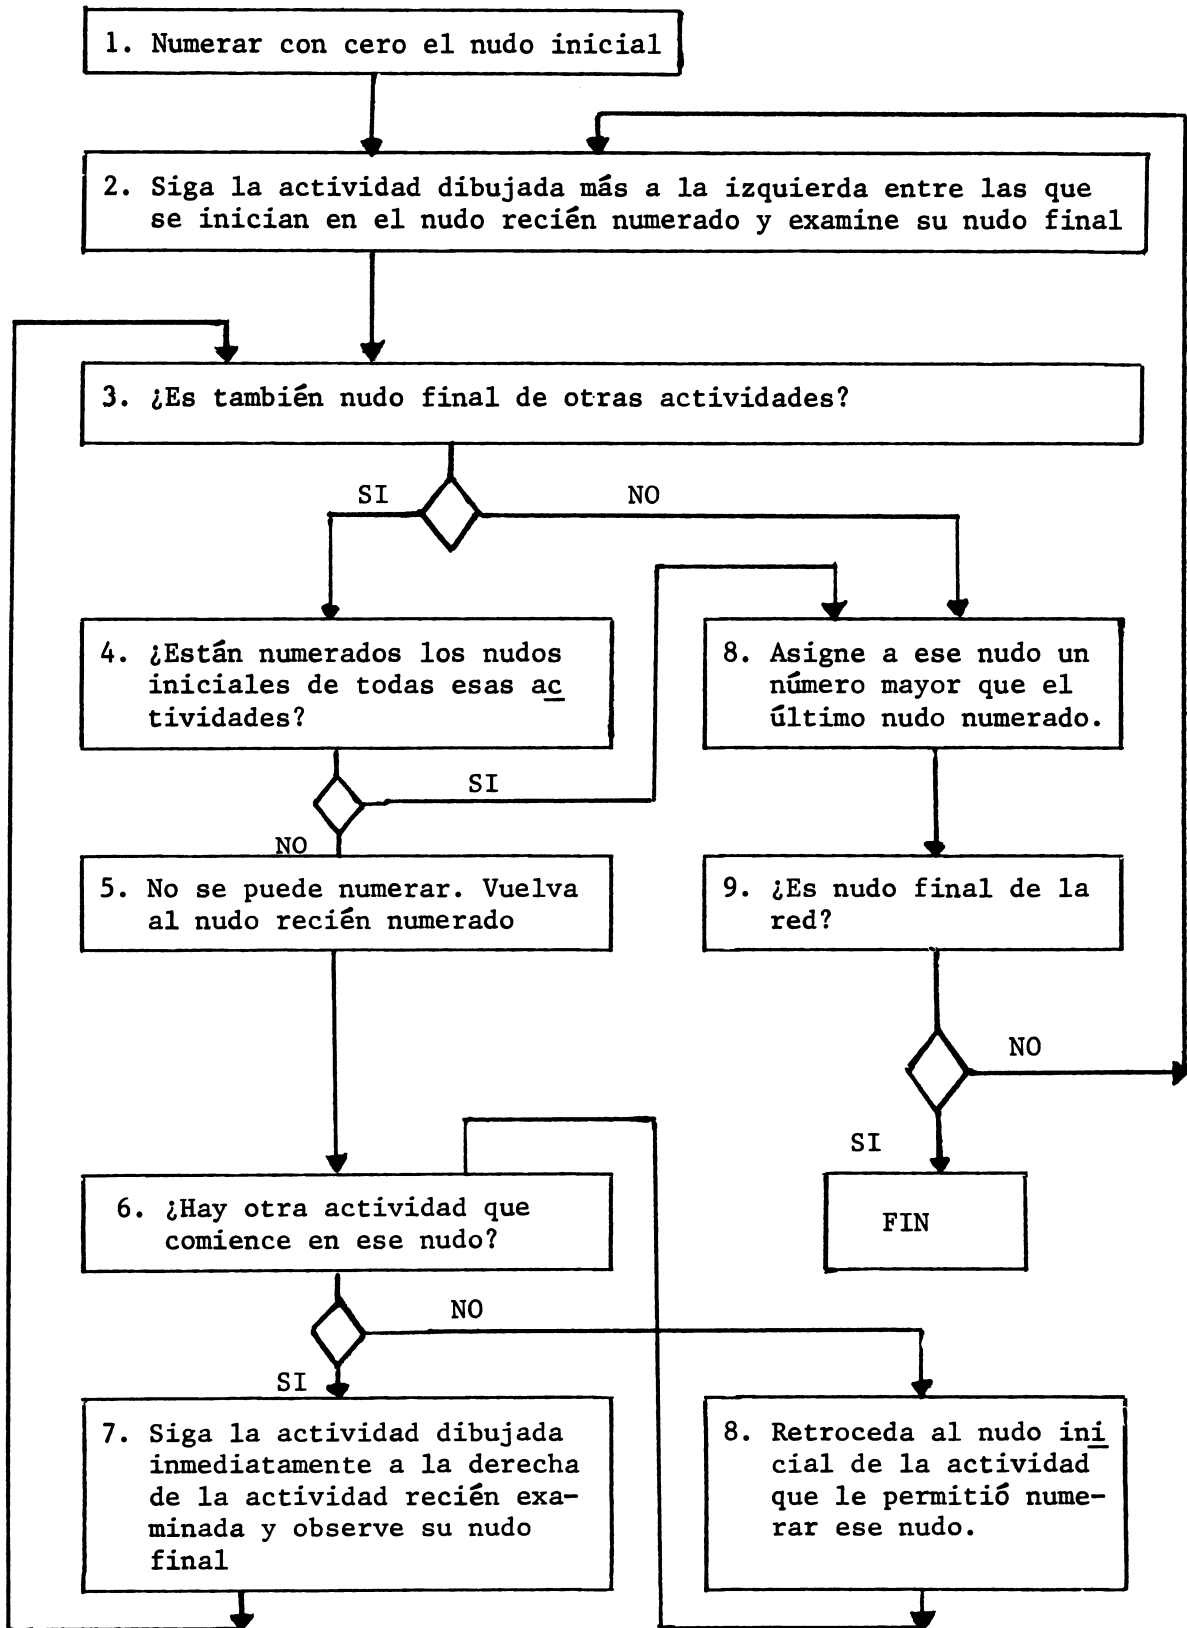 1. Numerar con cero el nudo inicial
2. Siga la actividad dibujada más a la izquierda entre las que
se inician en el nudo recién numerado y examine su nudo final
3. ¿Es también nudo final de otras actividades?
SI
NO
4. ¿Están numerados los nudos
iniciales de todas esas ac
tividades?
8. Asigne a ese nudo un
número mayor que el
último nudo numerado.
SI
NO
5. No se puede numerar. Vuelva
al nudo recién numerado
9. ¿Es nudo final de la
red?
NO
SI
6. ¿Hay otra actividad que
comience en ese nudo?
FIN
NO
SI
7. Siga la actividad dibujada
inmediatamente a la derecha
de la actividad recién exa-
minada y observe su nudo
final
8. Retroceda al nudo ini
cial de la actividad
que le permitió nume-
rar ese nudo.